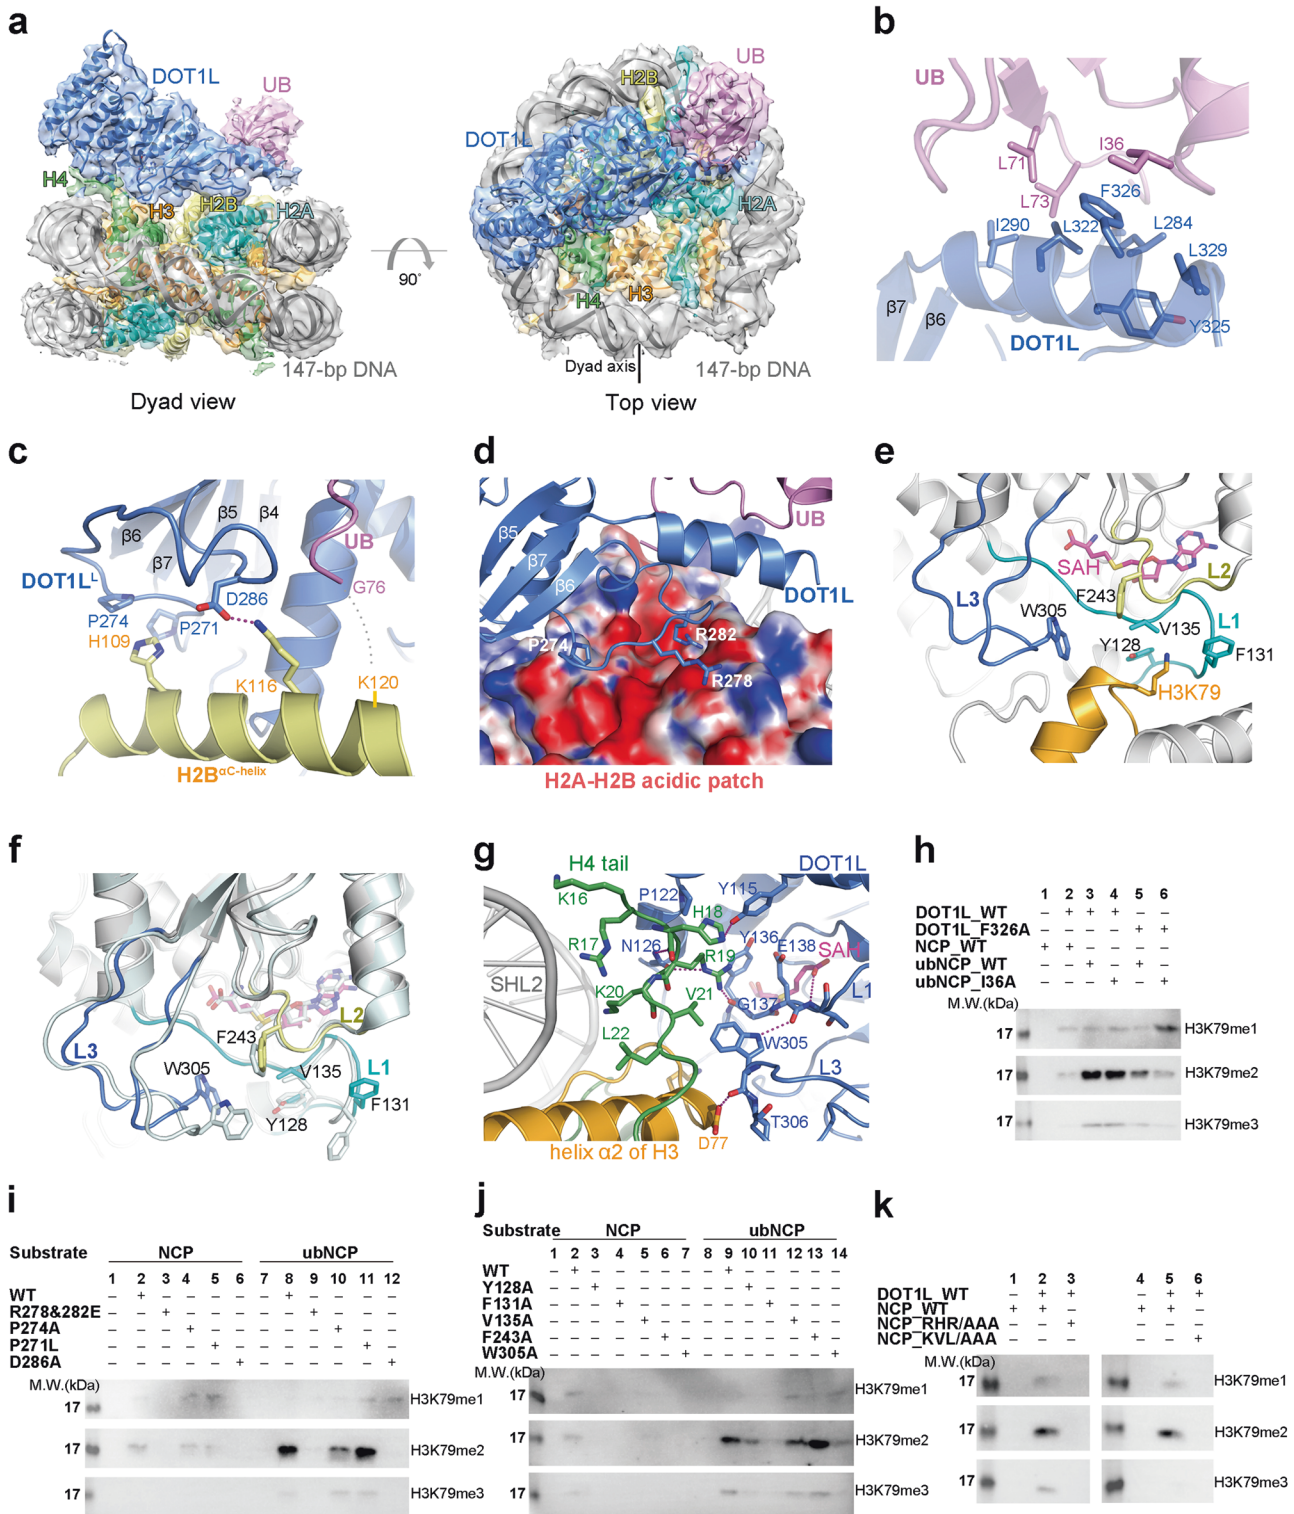 a
DOT1L
UB
H4
H3
H2B
H2A
147-bp DNA
Dyad view
90°
H2B
UB
DOT1L
H2A
H4
H3
Dyad axis
147-bp DNA
Top view
b
UB
L71
I36
L73
F326
I290
L322
L284
L329
β7
β6
Y325
DOT1L
c
β6
β5
β4
β7
UB
DOT1L^L
D286
G76
P274
P271
H109
K116
K120
H2B^αC-helix
d
β5
UB
β7
β6
DOT1L
P274
R282
R278
H2A-H2B acidic patch
e
SAH
L2
L3
F243
W305
V135
L1
Y128
F131
H3K79
f
L2
L3
F243
W305
V135
L1
F131
Y128
g
H4 tail
DOT1L
K16
P122
Y115
H18
R17
N126
Y136
E138
SAH
R19
K20
V21
G137
L1
SHL2
L22
W305
L3
D77
T306
helix α2 of H3
h
1 2 3 4 5 6
DOT1L_WT – + + + – –
DOT1L_F326A – – – – + +
NCP_WT + + – – – –
ubNCP_WT – – + – + –
ubNCP_I36A – – – + – +
M.W.(kDa)
17 H3K79me1
17 H3K79me2
17 H3K79me3
i
Substrate NCP ubNCP
1 2 3 4 5 6 7 8 9 10 11 12
WT – + – – – – – + – – – –
R278&282E – – + – – – – – + – – –
P274A – – – + – – – – – + – –
P271L – – – – + – – – – – + –
D286A – – – – – + – – – – – +
M.W.(kDa)
17 H3K79me1
17 H3K79me2
17 H3K79me3
j
Substrate NCP ubNCP
1 2 3 4 5 6 7 8 9 10 11 12 13 14
WT – + – – – – – – + – – – – –
Y128A – – + – – – – – – + – – – –
F131A – – – + – – – – – – + – – –
V135A – – – – + – – – – – – + – –
F243A – – – – – + – – – – – – + –
W305A – – – – – – + – – – – – – +
M.W.(kDa)
17 H3K79me1
17 H3K79me2
17 H3K79me3
k
1 2 3 4 5 6
DOT1L_WT – + + – + +
NCP_WT + + – + + –
NCP_RHR/AAA – – + – – –
NCP_KVL/AAA – – – – – +
M.W.(kDa)
17 H3K79me1
17 H3K79me2
17 H3K79me3